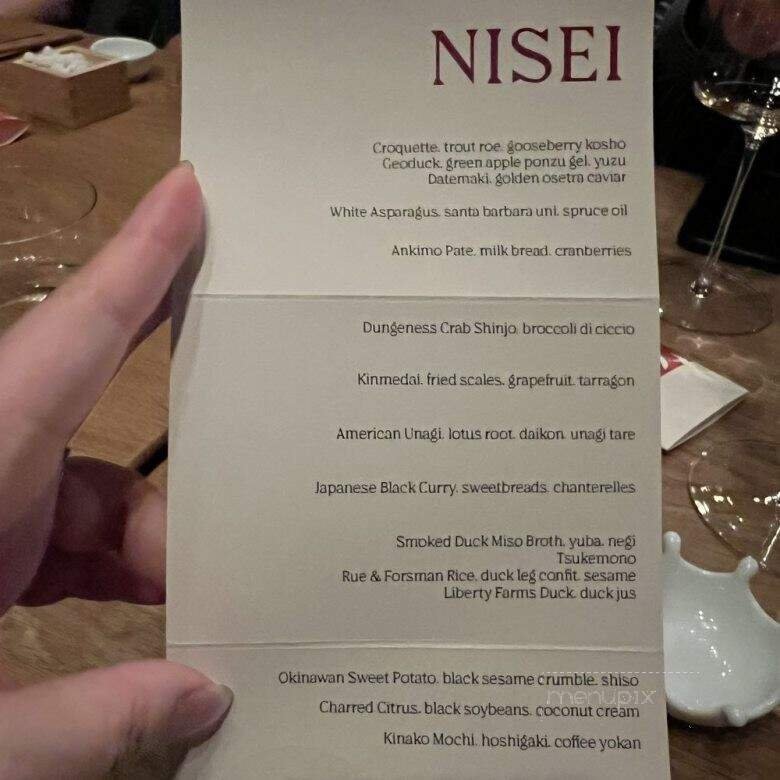 NISEI
Croquette, trout roe, gooseberry kosho
Geoduck, green apple ponzu gel, yuzu
Datemaki, golden osetra caviar
White Asparagus, santa barbara uni, spruce oil
Ankimo Pate, milk bread, cranberries
Dungeness Crab Shinjo, broccoli di ciccio
Kinmedai, fried scales, grapefruit, tarragon
American Unagi, lotus root, daikon, unagi tare
Japanese Black Curry, sweetbreads, chanterelles
Smoked Duck Miso Broth, yuba, negi
Tsukemono
Rue & Forsman Rice, duck leg confit, sesame
Liberty Farms Duck, duck jus
Okinawan Sweet Potato, black sesame crumble, shiso
menupix
Charred Citrus, black soybeans, coconut cream
Kinako Mochi, hoshigaki, coffee yokan